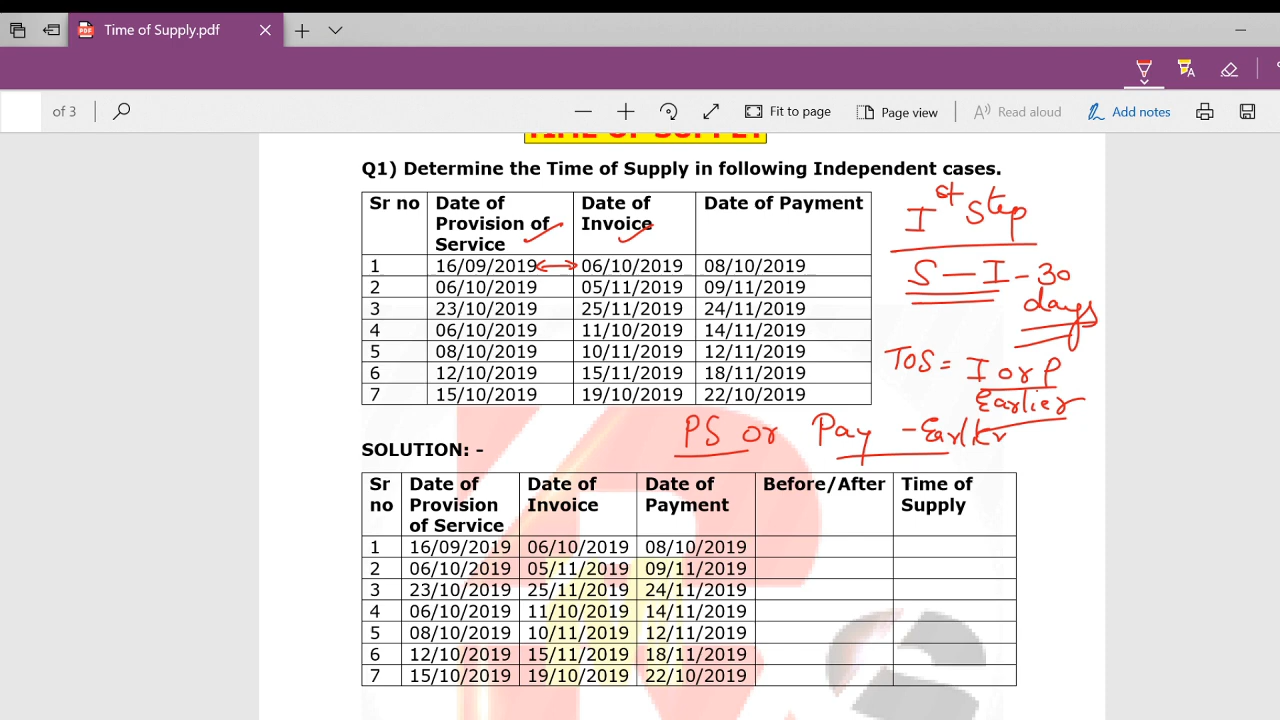 Time of Supply.pdf
of 3
Fit to page
Page view
Read aloud
Add notes
TIME OF SUPPLY
Q1) Determine the Time of Supply in following Independent cases.
Sr no Date of Provision of Service Date of Invoice Date of Payment
1 16/09/2019 06/10/2019 08/10/2019
2 06/10/2019 05/11/2019 09/11/2019
3 23/10/2019 25/11/2019 24/11/2019
4 06/10/2019 11/10/2019 14/11/2019
5 08/10/2019 10/11/2019 12/11/2019
6 12/10/2019 15/11/2019 18/11/2019
7 15/10/2019 19/10/2019 22/10/2019
Ist Step
S — I - 30
days
TOS = I or P
Earlier
PS or Pay - Earlier
SOLUTION: -
Sr no Date of Provision of Service Date of Invoice Date of Payment Before/After Time of Supply
1 16/09/2019 06/10/2019 08/10/2019
2 06/10/2019 05/11/2019 09/11/2019
3 23/10/2019 25/11/2019 24/11/2019
4 06/10/2019 11/10/2019 14/11/2019
5 08/10/2019 10/11/2019 12/11/2019
6 12/10/2019 15/11/2019 18/11/2019
7 15/10/2019 19/10/2019 22/10/2019